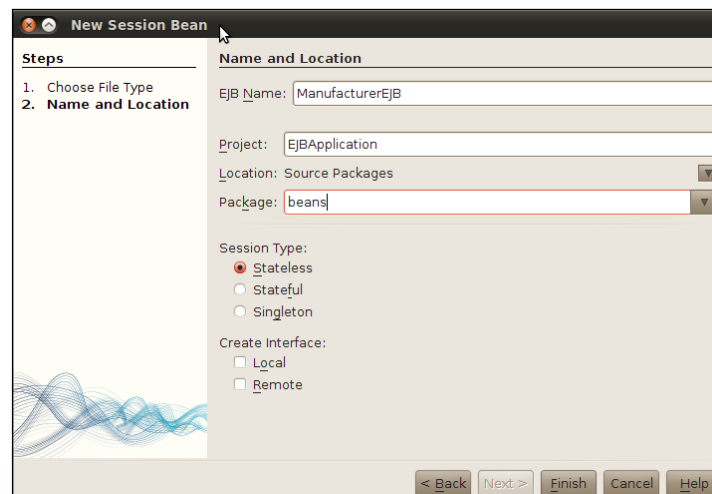 New Session Bean
Steps
1. Choose File Type
2. Name and Location
Name and Location
EJB Name: ManufacturerEJB
Project: EJBApplication
Location: Source Packages
Package: beans
Session Type:
Stateless
Stateful
Singleton
Create Interface:
Local
Remote
< Back Next > Finish Cancel Help